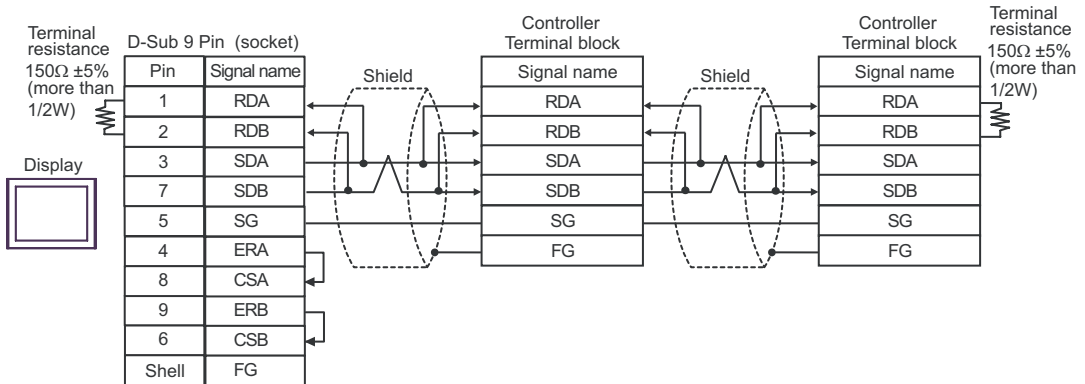 Terminal
resistance
150Ω ±5%
(more than
1/2W)
Display
D-Sub 9 Pin (socket)
Pin Signal name
1 RDA
2 RDB
3 SDA
7 SDB
5 SG
4 ERA
8 CSA
9 ERB
6 CSB
Shell FG
Shield
Controller
Terminal block
Signal name
RDA
RDB
SDA
SDB
SG
FG
Shield
Controller
Terminal block
Signal name
RDA
RDB
SDA
SDB
SG
FG
Terminal
resistance
150Ω ±5%
(more than
1/2W)